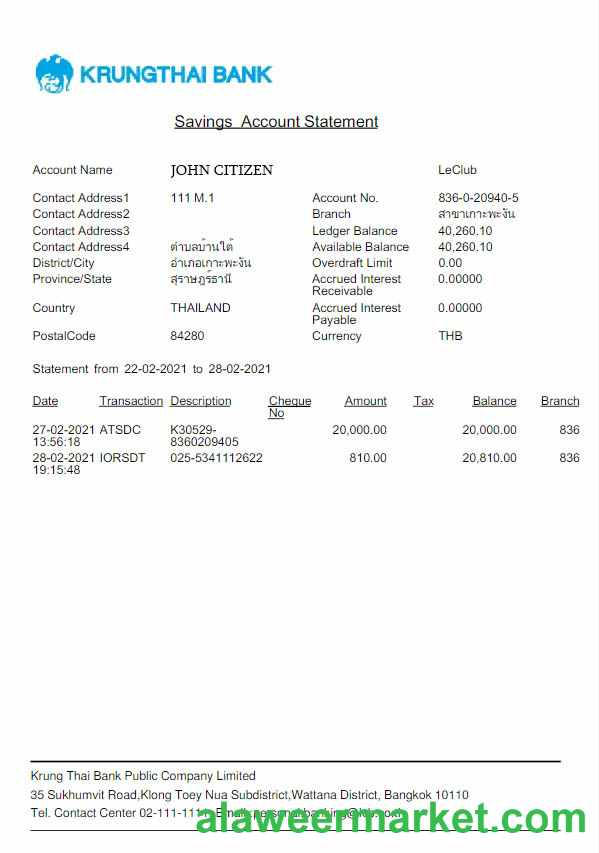 KRUNGTHAI BANK
Savings Account Statement
Account Name JOHN CITIZEN LeClub
Contact Address1 111 M.1 Account No. 836-0-20940-5
Contact Address2 Branch สาขาเกาะพะงัน
Contact Address3 Ledger Balance 40,260.10
Contact Address4 ตำบลบ้านใต้ Available Balance 40,260.10
District/City อำเภอเกาะพะงัน Overdraft Limit 0.00
Province/State สุราษฎร์ธานี Accrued Interest 0.00000
Receivable
Country THAILAND Accrued Interest 0.00000
Payable
PostalCode 84280 Currency THB
Statement from 22-02-2021 to 28-02-2021
Date Transaction Description Cheque Amount Tax Balance Branch
No
27-02-2021 ATSDC K30529- 20,000.00 20,000.00 836
13:56:18 8360209405
28-02-2021 IORSDT 025-5341112622 810.00 20,810.00 836
19:15:48
Krung Thai Bank Public Company Limited
35 Sukhumvit Road,Klong Toey Nua Subdistrict,Wattana District, Bangkok 10110
Tel. Contact Center 02-111-1111
alaweermarket.com